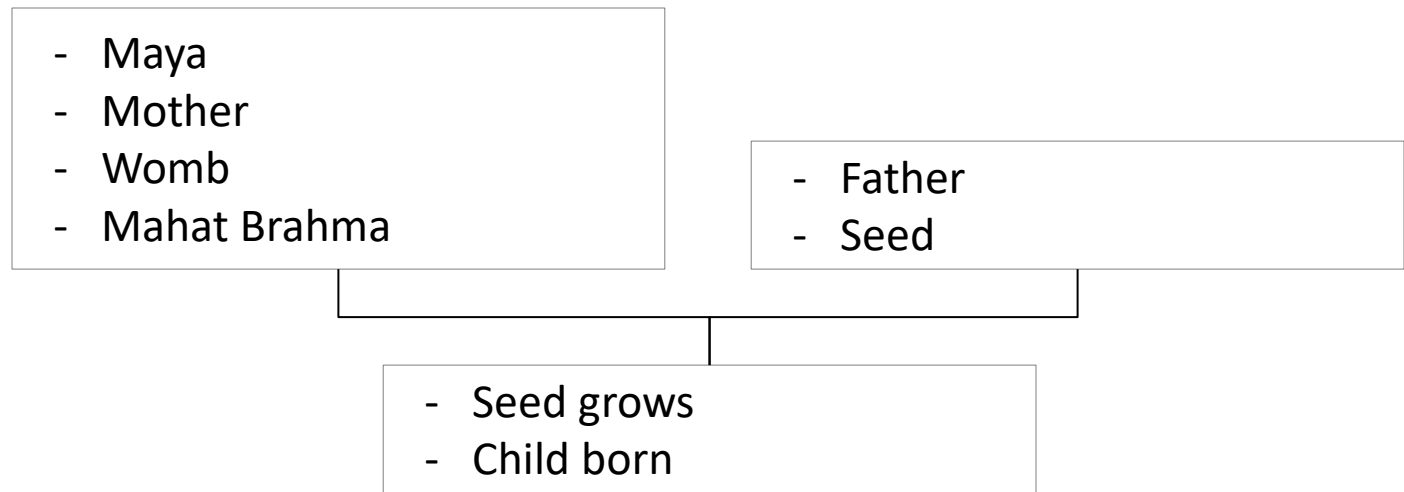 - Maya
- Mother
- Womb
- Mahat Brahma
- Father
- Seed
- Seed grows
- Child born